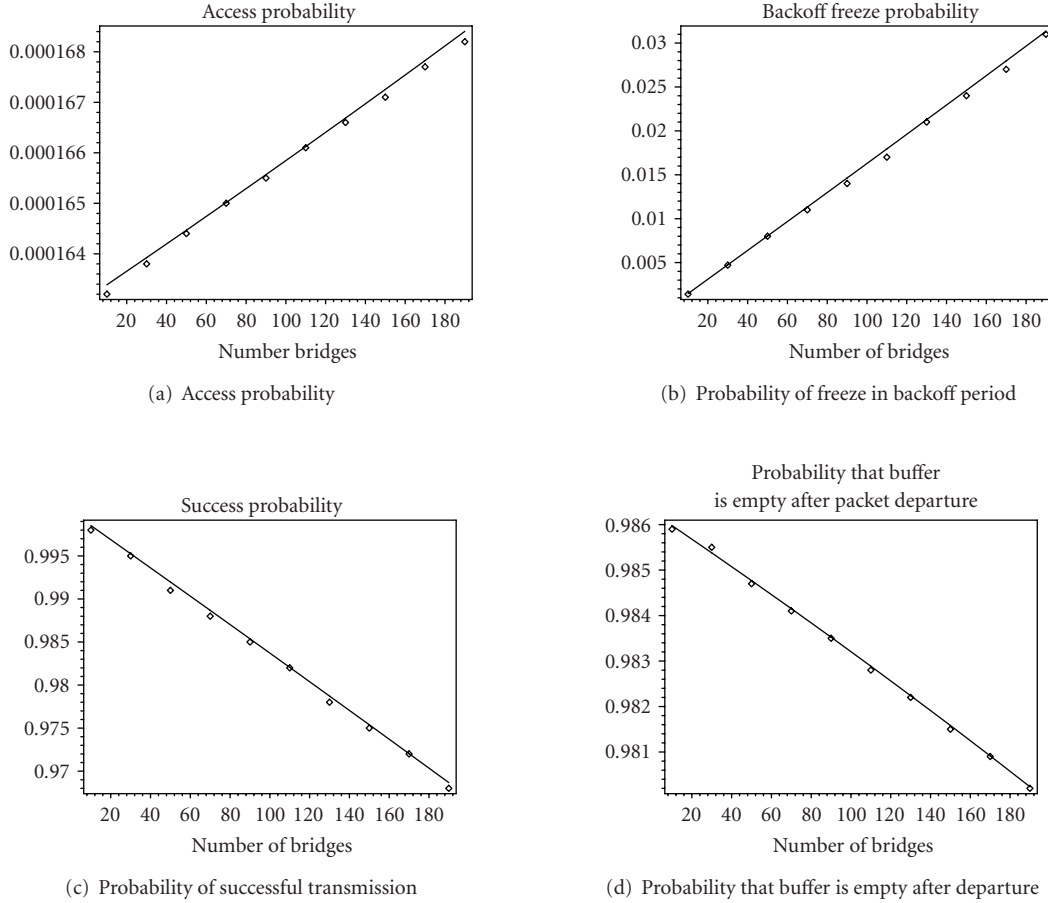 Access probability
0.000168
0.000167
0.000166
0.000165
0.000164
20 40 60 80 100 120 140 160 180
Number bridges
(a) Access probability
Backoff freeze probability
0.03
0.025
0.02
0.015
0.01
0.005
20 40 60 80 100 120 140 160 180
Number of bridges
(b) Probability of freeze in backoff period
Success probability
0.995
0.99
0.985
0.98
0.975
0.97
20 40 60 80 100 120 140 160 180
Number of bridges
(c) Probability of successful transmission
Probability that buffer
is empty after packet departure
0.986
0.985
0.984
0.983
0.982
0.981
20 40 60 80 100 120 140 160 180
Number of bridges
(d) Probability that buffer is empty after departure